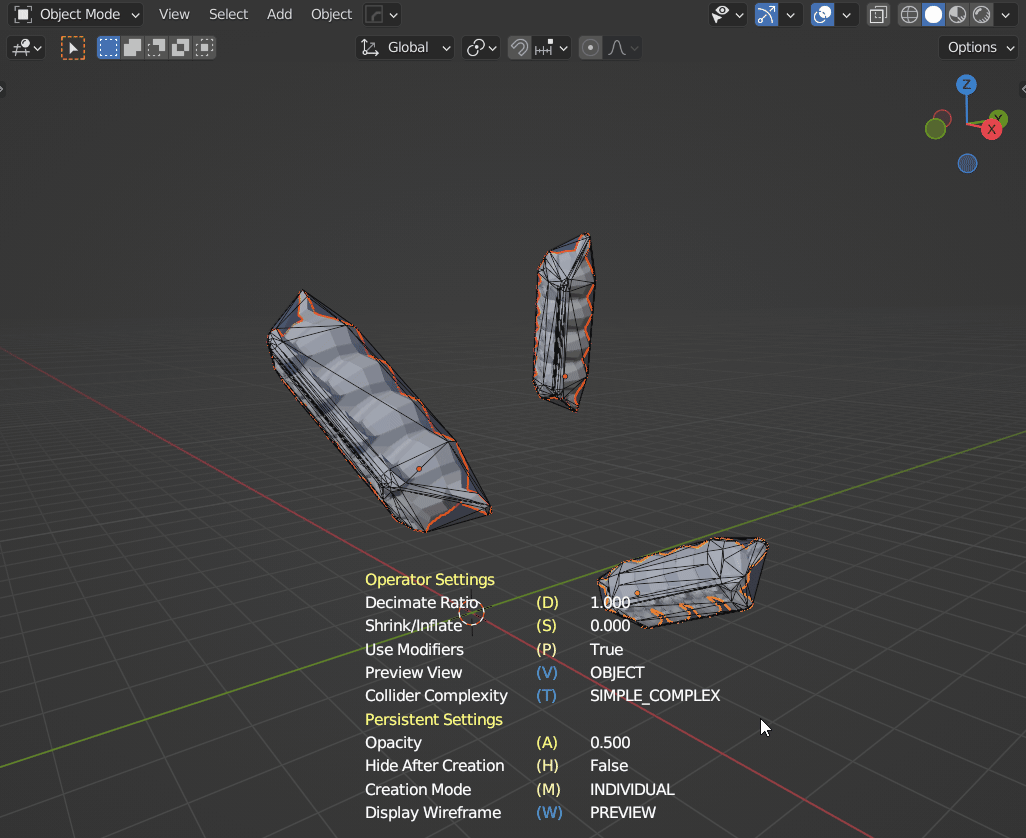 Object Mode View Select Add Object
Global Options
Z
Y
X
Operator Settings
Decimate Ratio (D) 1.000
Shrink/Inflate (S) 0.000
Use Modifiers (P) True
Preview View (V) OBJECT
Collider Complexity (T) SIMPLE_COMPLEX
Persistent Settings
Opacity (A) 0.500
Hide After Creation (H) False
Creation Mode (M) INDIVIDUAL
Display Wireframe (W) PREVIEW